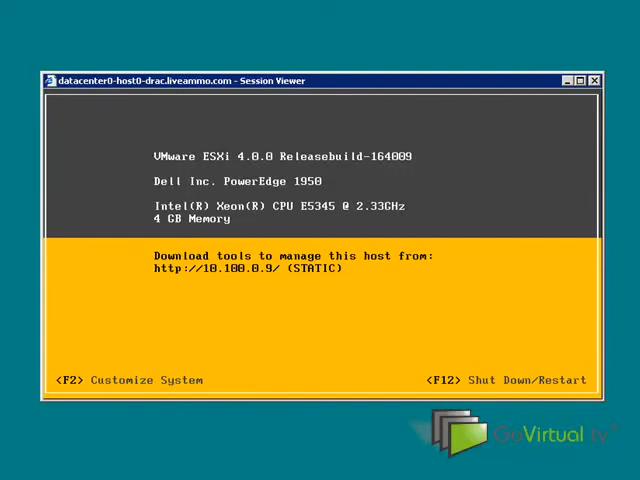 datacenter0-host0-drac.liveammo.com - Session Viewer
VMware ESXi 4.0.0 Releasebuild-164009
Dell Inc. PowerEdge 1950
Intel(R) Xeon(R) CPU E5345 @ 2.33GHz
4 GB Memory
Download tools to manage this host from:
http://10.100.0.9/ (STATIC)
<F2> Customize System
<F12> Shut Down/Restart
GoVirtual.tv